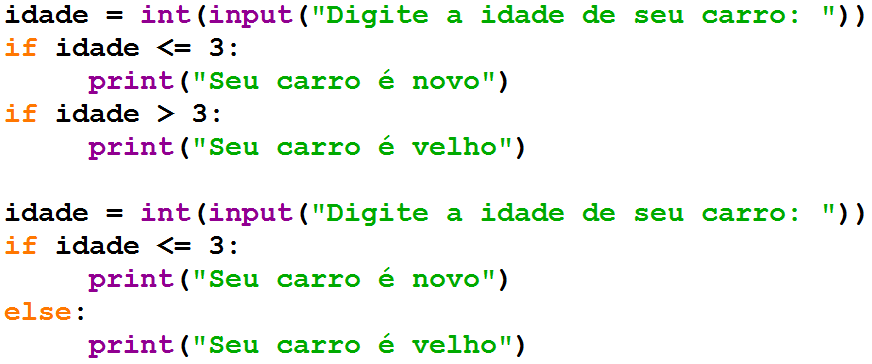 idade = int(input("Digite a idade de seu carro: "))
if idade <= 3:
     print("Seu carro é novo")
if idade > 3:
     print("Seu carro é velho")

idade = int(input("Digite a idade de seu carro: "))
if idade <= 3:
     print("Seu carro é novo")
else:
     print("Seu carro é velho")